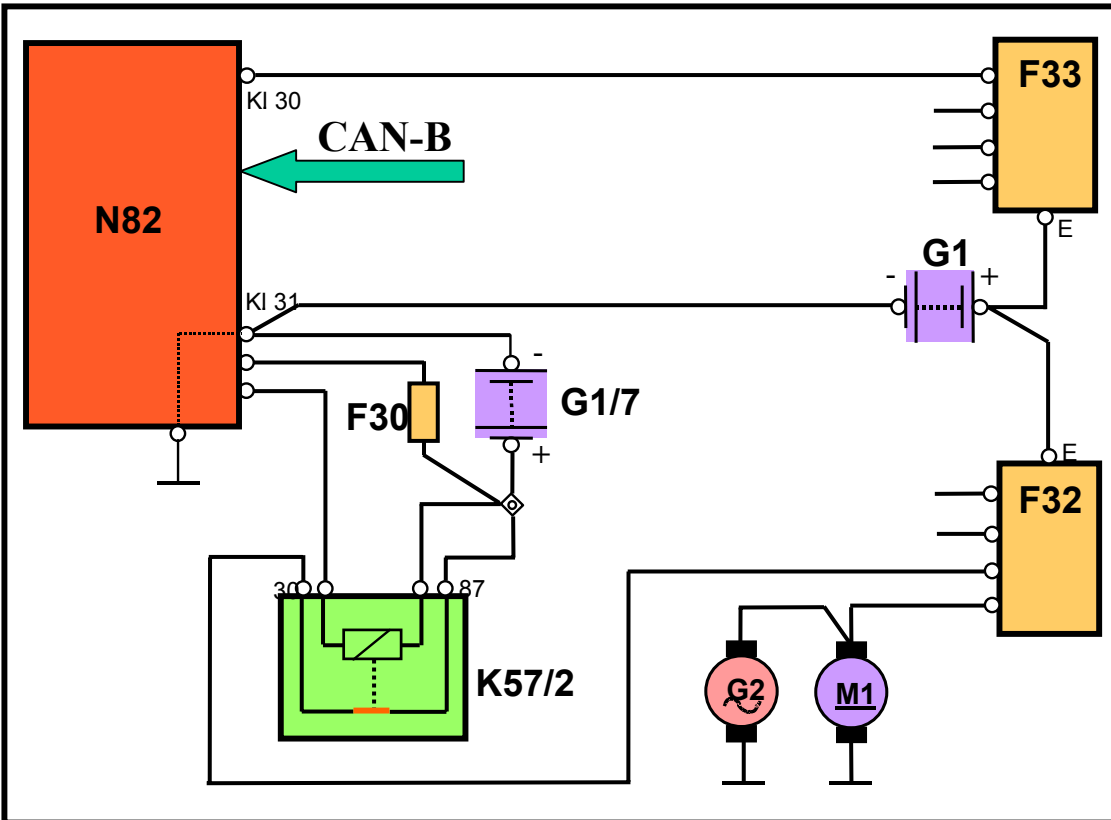 F33
Kl 30
CAN-B
N82
E
G1
- +
Kl 31
-
G1/7
F30
+
E
F32
30
87
K57/2
G2
M1